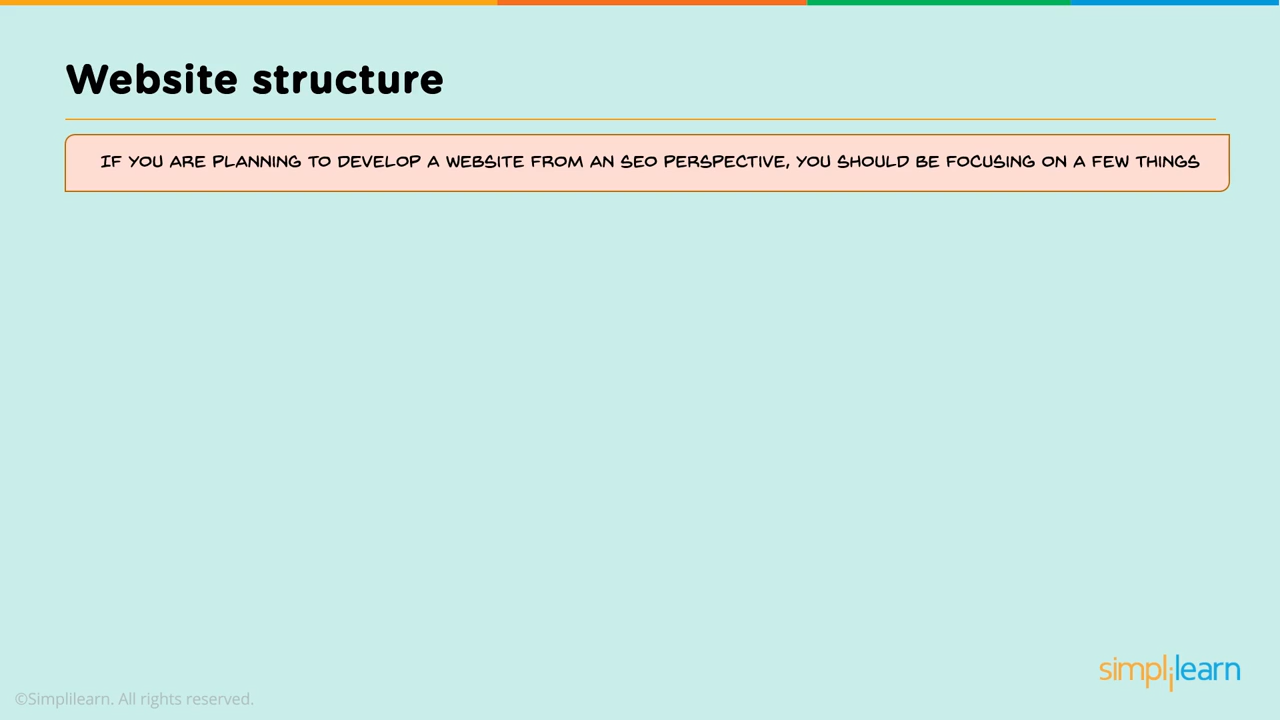 Website structure
IF YOU ARE PLANNING TO DEVELOP A WEBSITE FROM AN SEO PERSPECTIVE, YOU SHOULD BE FOCUSING ON A FEW THINGS
simplilearn
©Simplilearn. All rights reserved.